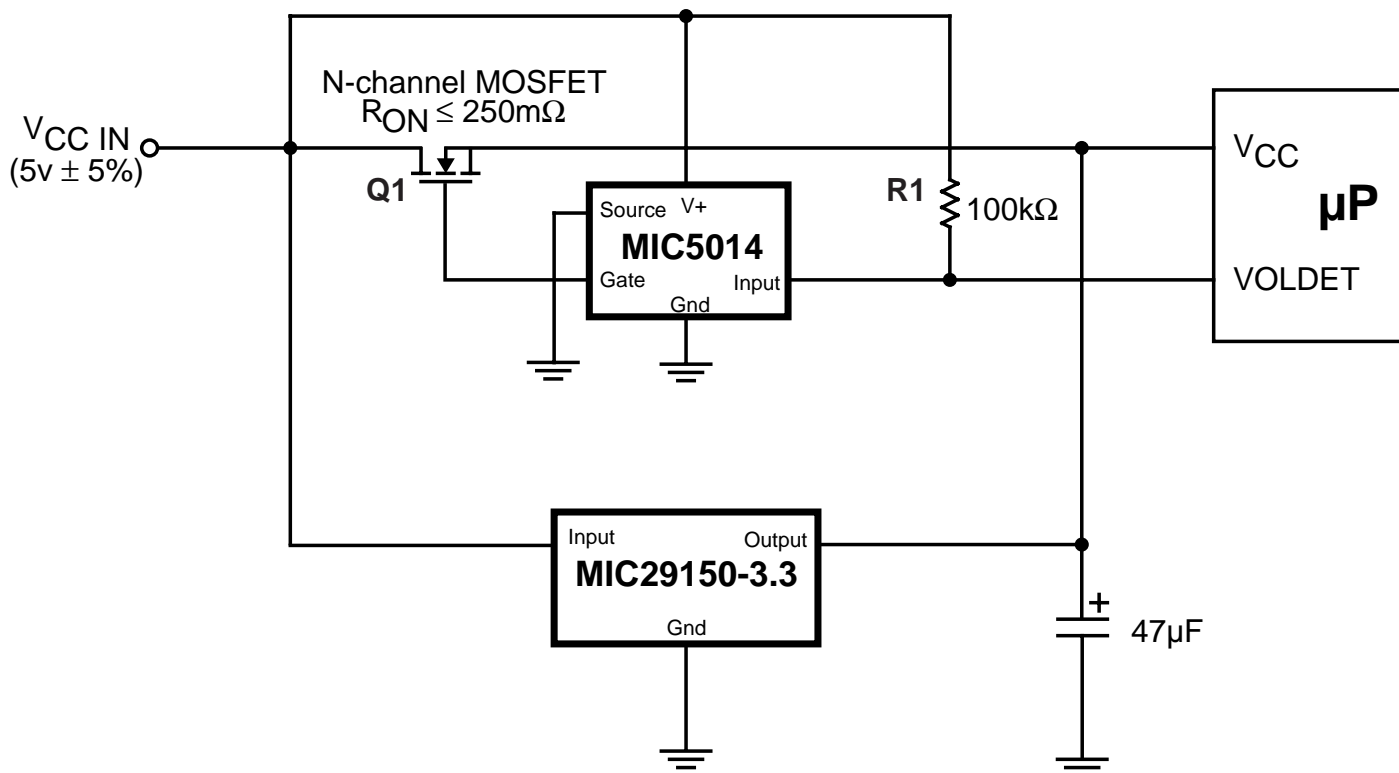 N-channel MOSFET
RON ≤ 250mΩ
VCC IN
(5v ± 5%)
Q1
Source
V+
MIC5014
Gate
Input
Gnd
R1
100kΩ
VCC
µP
VOLDET
Input
Output
MIC29150-3.3
Gnd
+
47µF